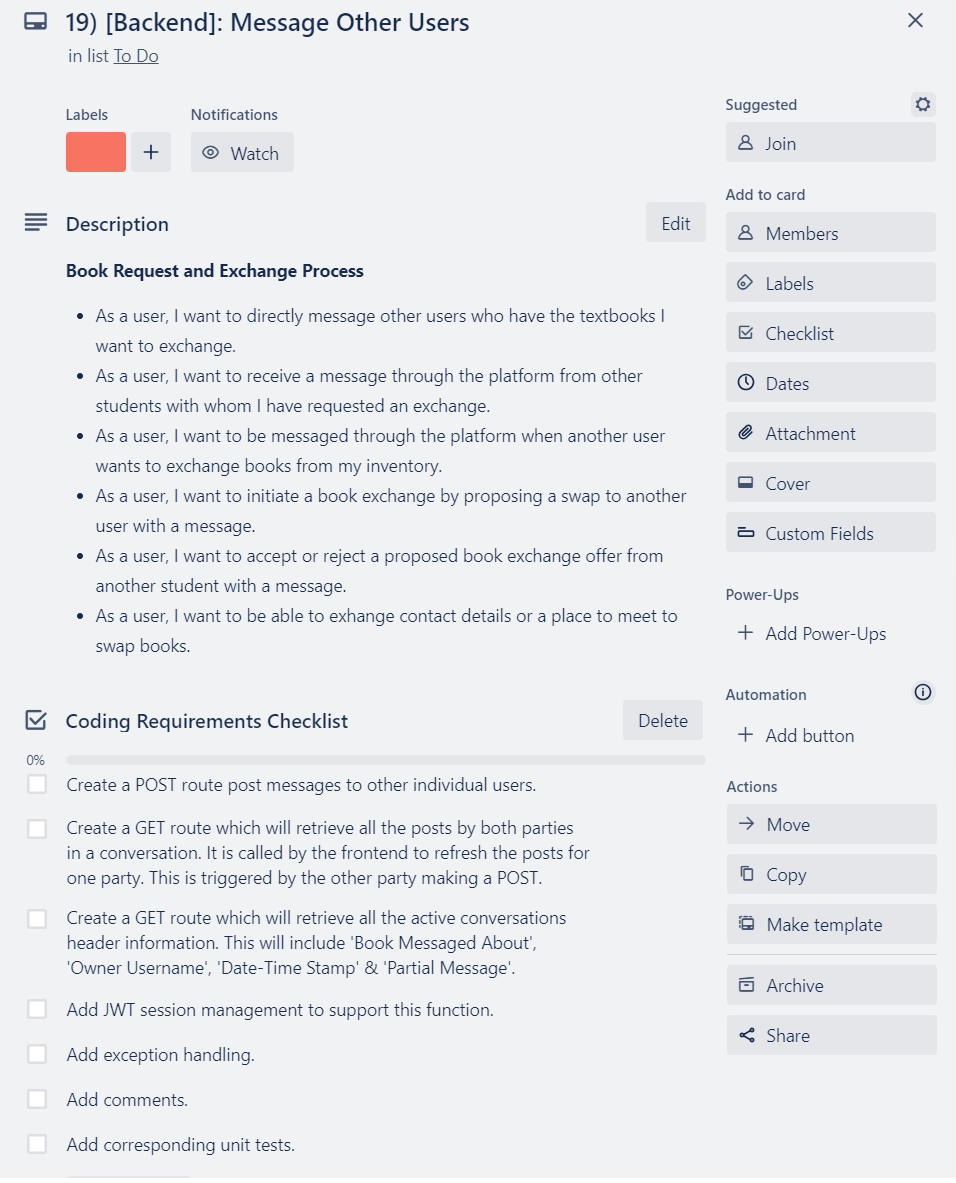 19) [Backend]: Message Other Users
in list To Do
Labels
Notifications
Watch
Description
Edit
Book Request and Exchange Process
As a user, I want to directly message other users who have the textbooks I
want to exchange.
As a user, I want to receive a message through the platform from other
students with whom I have requested an exchange.
As a user, I want to be messaged through the platform when another user
wants to exchange books from my inventory.
As a user, I want to initiate a book exchange by proposing a swap to another
user with a message.
As a user, I want to accept or reject a proposed book exchange offer from
another student with a message.
As a user, I want to be able to exhange contact details or a place to meet to
swap books.
Coding Requirements Checklist
Delete
0%
Create a POST route post messages to other individual users.
Create a GET route which will retrieve all the posts by both parties
in a conversation. It is called by the frontend to refresh the posts for
one party. This is triggered by the other party making a POST.
Create a GET route which will retrieve all the active conversations
header information. This will include 'Book Messaged About',
'Owner Username', 'Date-Time Stamp' & 'Partial Message'.
Add JWT session management to support this function.
Add exception handling.
Add comments.
Add corresponding unit tests.
Suggested
Join
Add to card
Members
Labels
Checklist
Dates
Attachment
Cover
Custom Fields
Power-Ups
Add Power-Ups
Automation
Add button
Actions
Move
Copy
Make template
Archive
Share